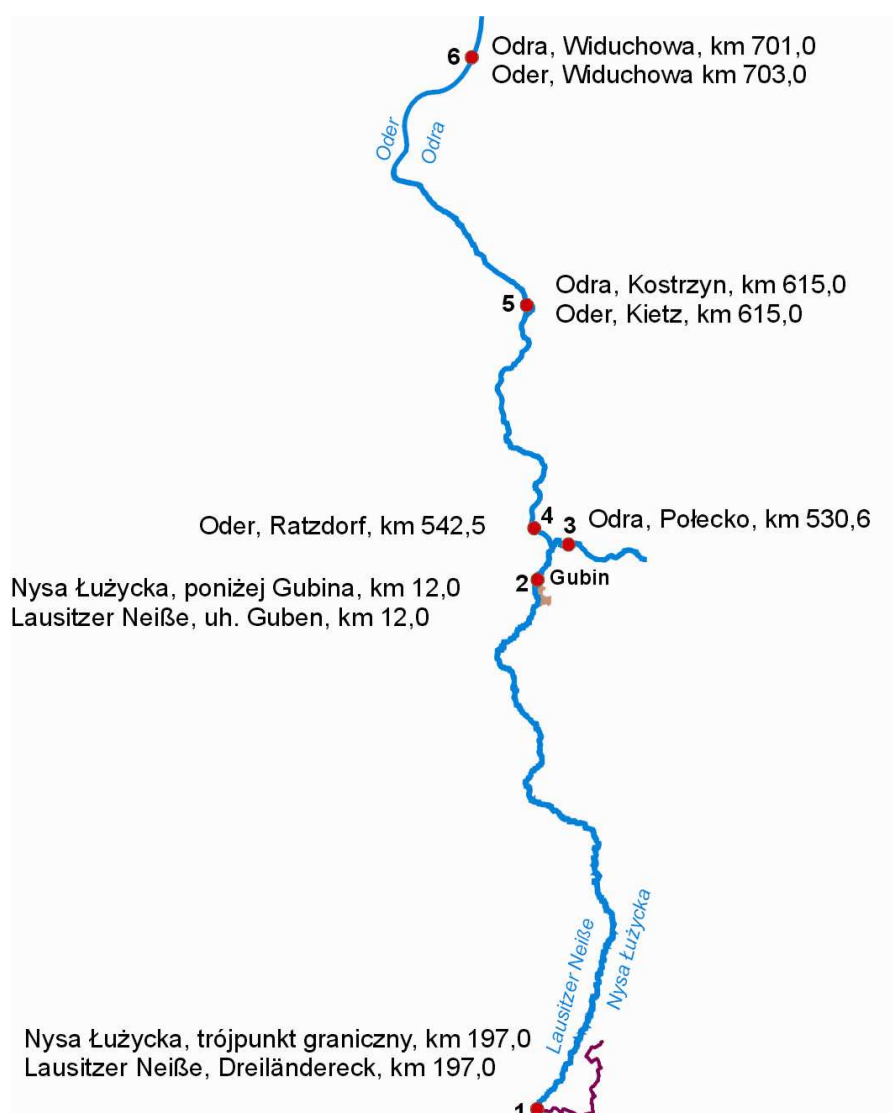 6
Odra, Widuchowa, km 701,0
Oder, Widuchowa km 703,0
Oder
Odra
5
Odra, Kostrzyn, km 615,0
Oder, Kietz, km 615,0
Oder, Ratzdorf, km 542,5
4
3
Odra, Połecko, km 530,6
Nysa Łużycka, poniżej Gubina, km 12,0
Lausitzer Neiße, uh. Guben, km 12,0
2
Gubin
Lausitzer Neiße
Nysa Łużycka
Nysa Łużycka, trójpunkt graniczny, km 197,0
Lausitzer Neiße, Dreiländereck, km 197,0
1